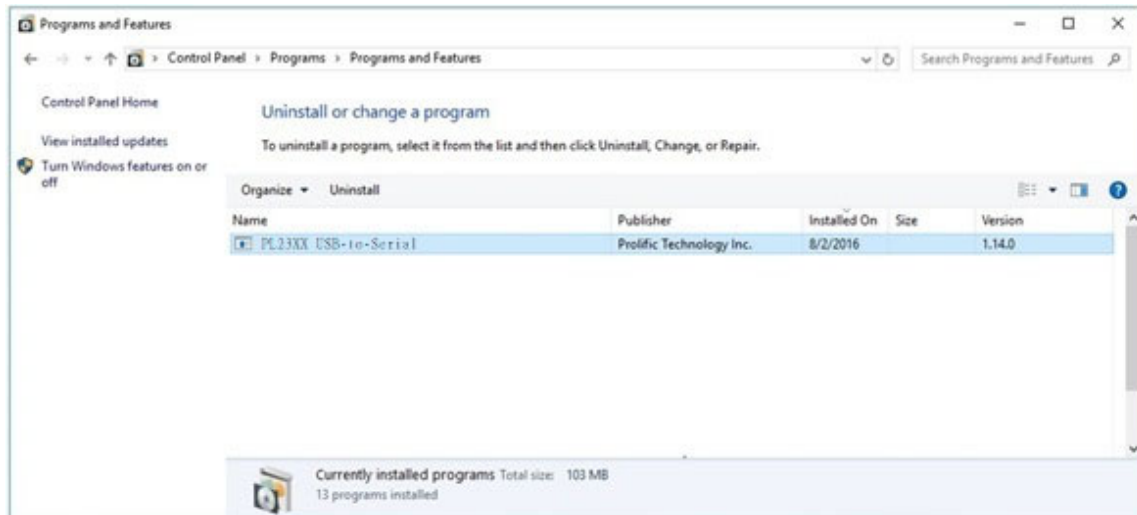 Programs and Features
Control Panel > Programs > Programs and Features
Search Programs and Features
Control Panel Home
View installed updates
Turn Windows features on or
off
Uninstall or change a program
To uninstall a program, select it from the list and then click Uninstall, Change, or Repair.
Organize Uninstall
Name Publisher Installed On Size Version
PL23XX USB-to-Serial Prolific Technology Inc. 8/2/2016 1.14.0
Currently installed programs Total size: 103 MB
13 programs installed